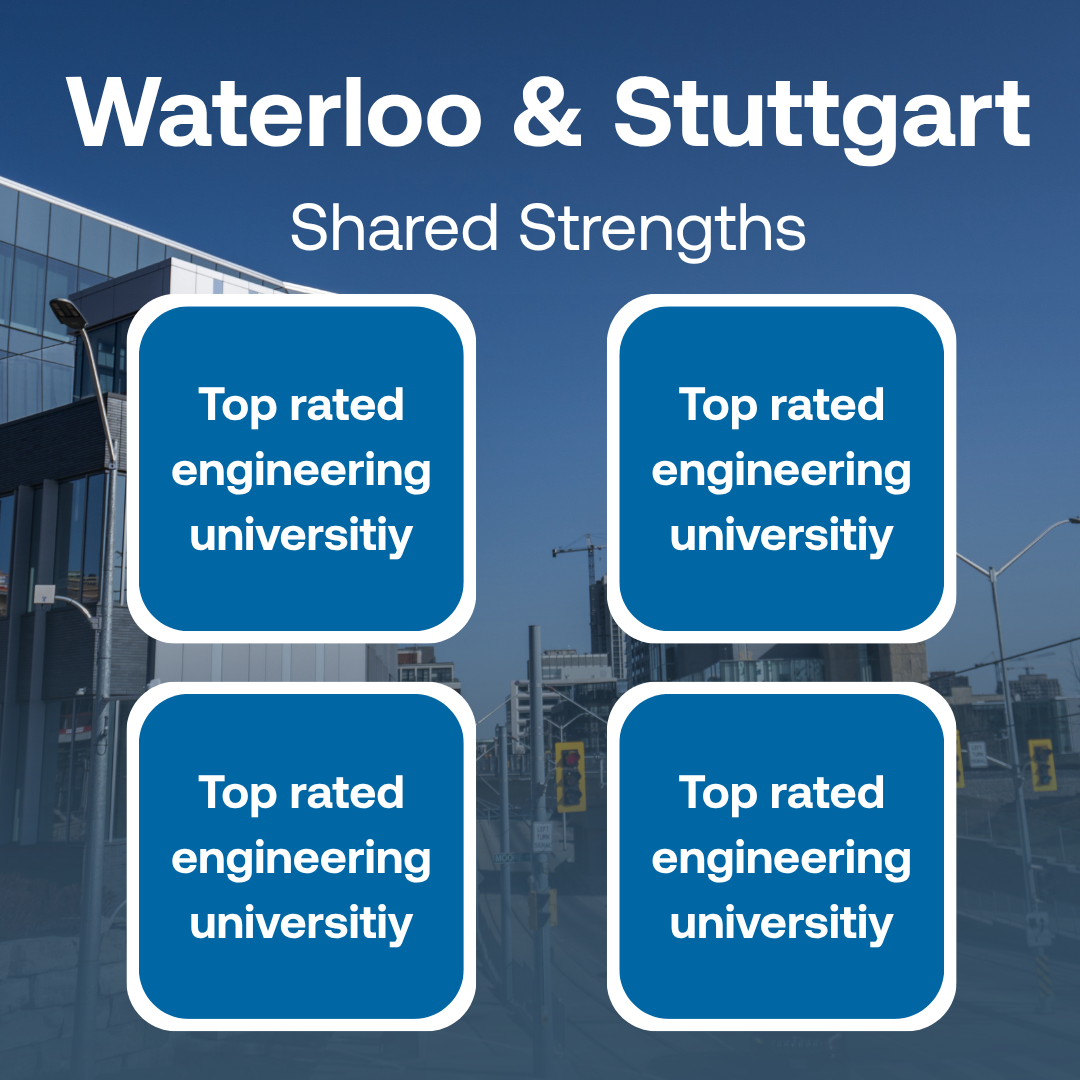 Waterloo & Stuttgart
Shared Strengths
Top rated
engineering
universitiy
Top rated
engineering
universitiy
Top rated
engineering
universitiy
Top rated
engineering
universitiy